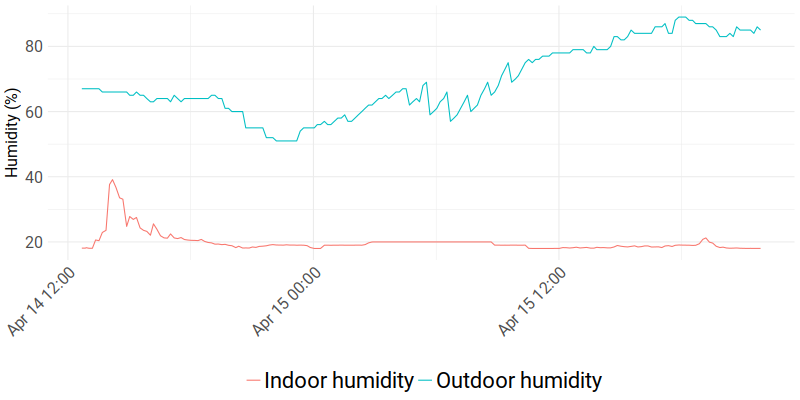 Humidity (%)
80
60
40
20
Apr 14 12:00
Apr 15 00:00
Apr 15 12:00
Indoor humidity
Outdoor humidity